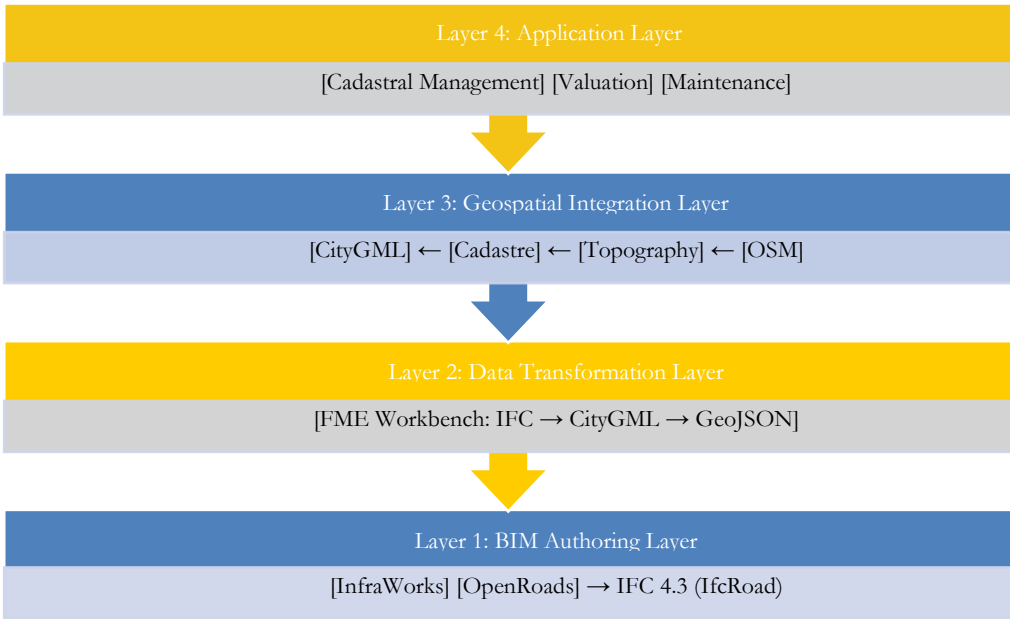 Layer 4: Application Layer
[Cadastral Management] [Valuation] [Maintenance]
Layer 3: Geospatial Integration Layer
[CityGML] ← [Cadastre] ← [Topography] ← [OSM]
Layer 2: Data Transformation Layer
[FME Workbench: IFC → CityGML → GeoJSON]
Layer 1: BIM Authoring Layer
[InfraWorks] [OpenRoads] → IFC 4.3 (IfcRoad)